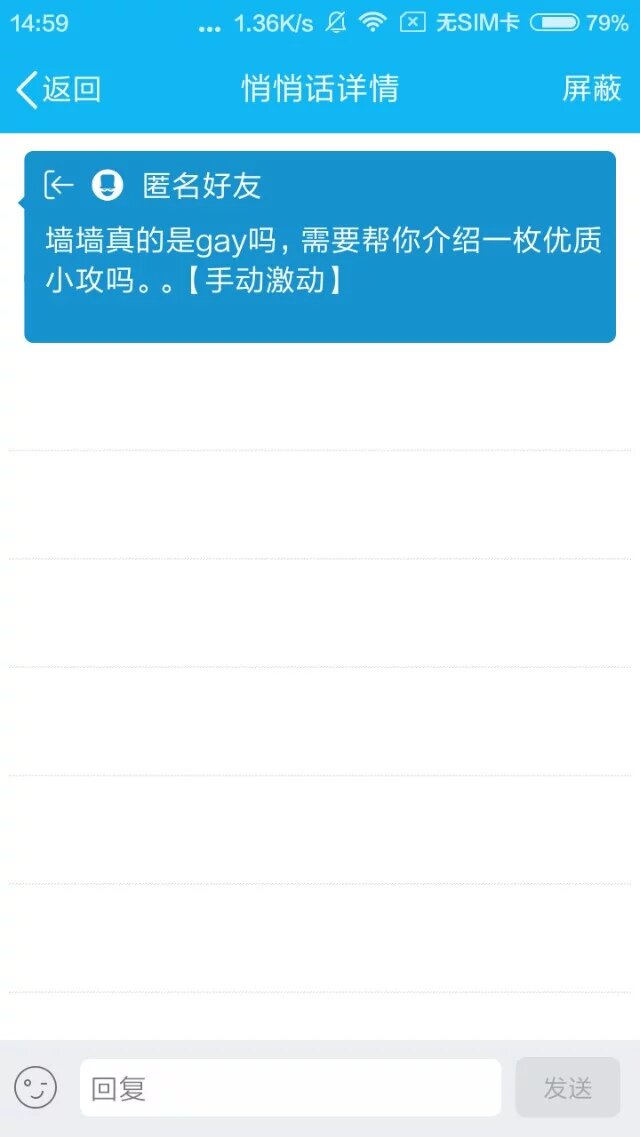 14:59 ... 1.36K/s 无SIM卡 79%
返回 悄悄话详情 屏蔽
匿名好友
墙墙真的是gay吗，需要帮你介绍一枚优质
小攻吗。。【手动激动】
回复 发送